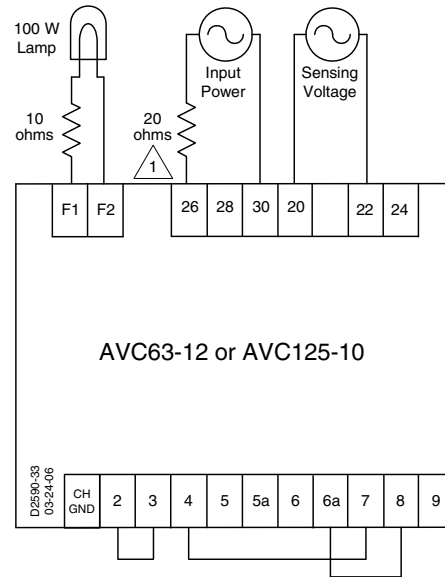 100 W
Lamp
Input
Power
Sensing
Voltage
10
ohms
20
ohms
1
F1 F2 26 28 30 20 22 24
AVC63-12 or AVC125-10
D2590-33
03-24-06
CH
GND
2 3 4 5 5a 6 6a 7 8 9